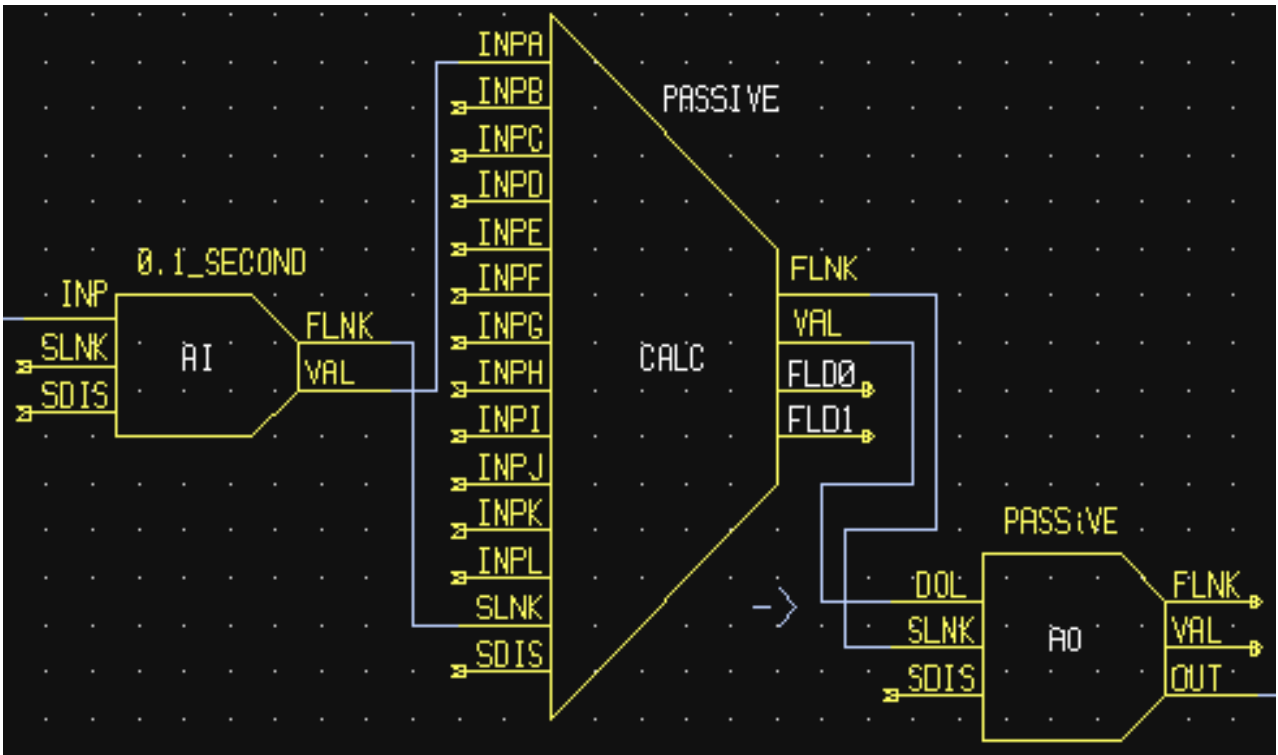 INPA
INPB
INPC
INPD
INPE
INPF
INPG
INPH
INPI
INPJ
INPK
INPL
SLNK
SDIS
PASSIVE
CALC
FLNK
VAL
FLD0
FLD1
0.1_SECOND
INP
SLNK
SDIS
AI
FLNK
VAL
PASSiVE
DOL
SLNK
SDIS
AO
FLNK
VAL
OUT